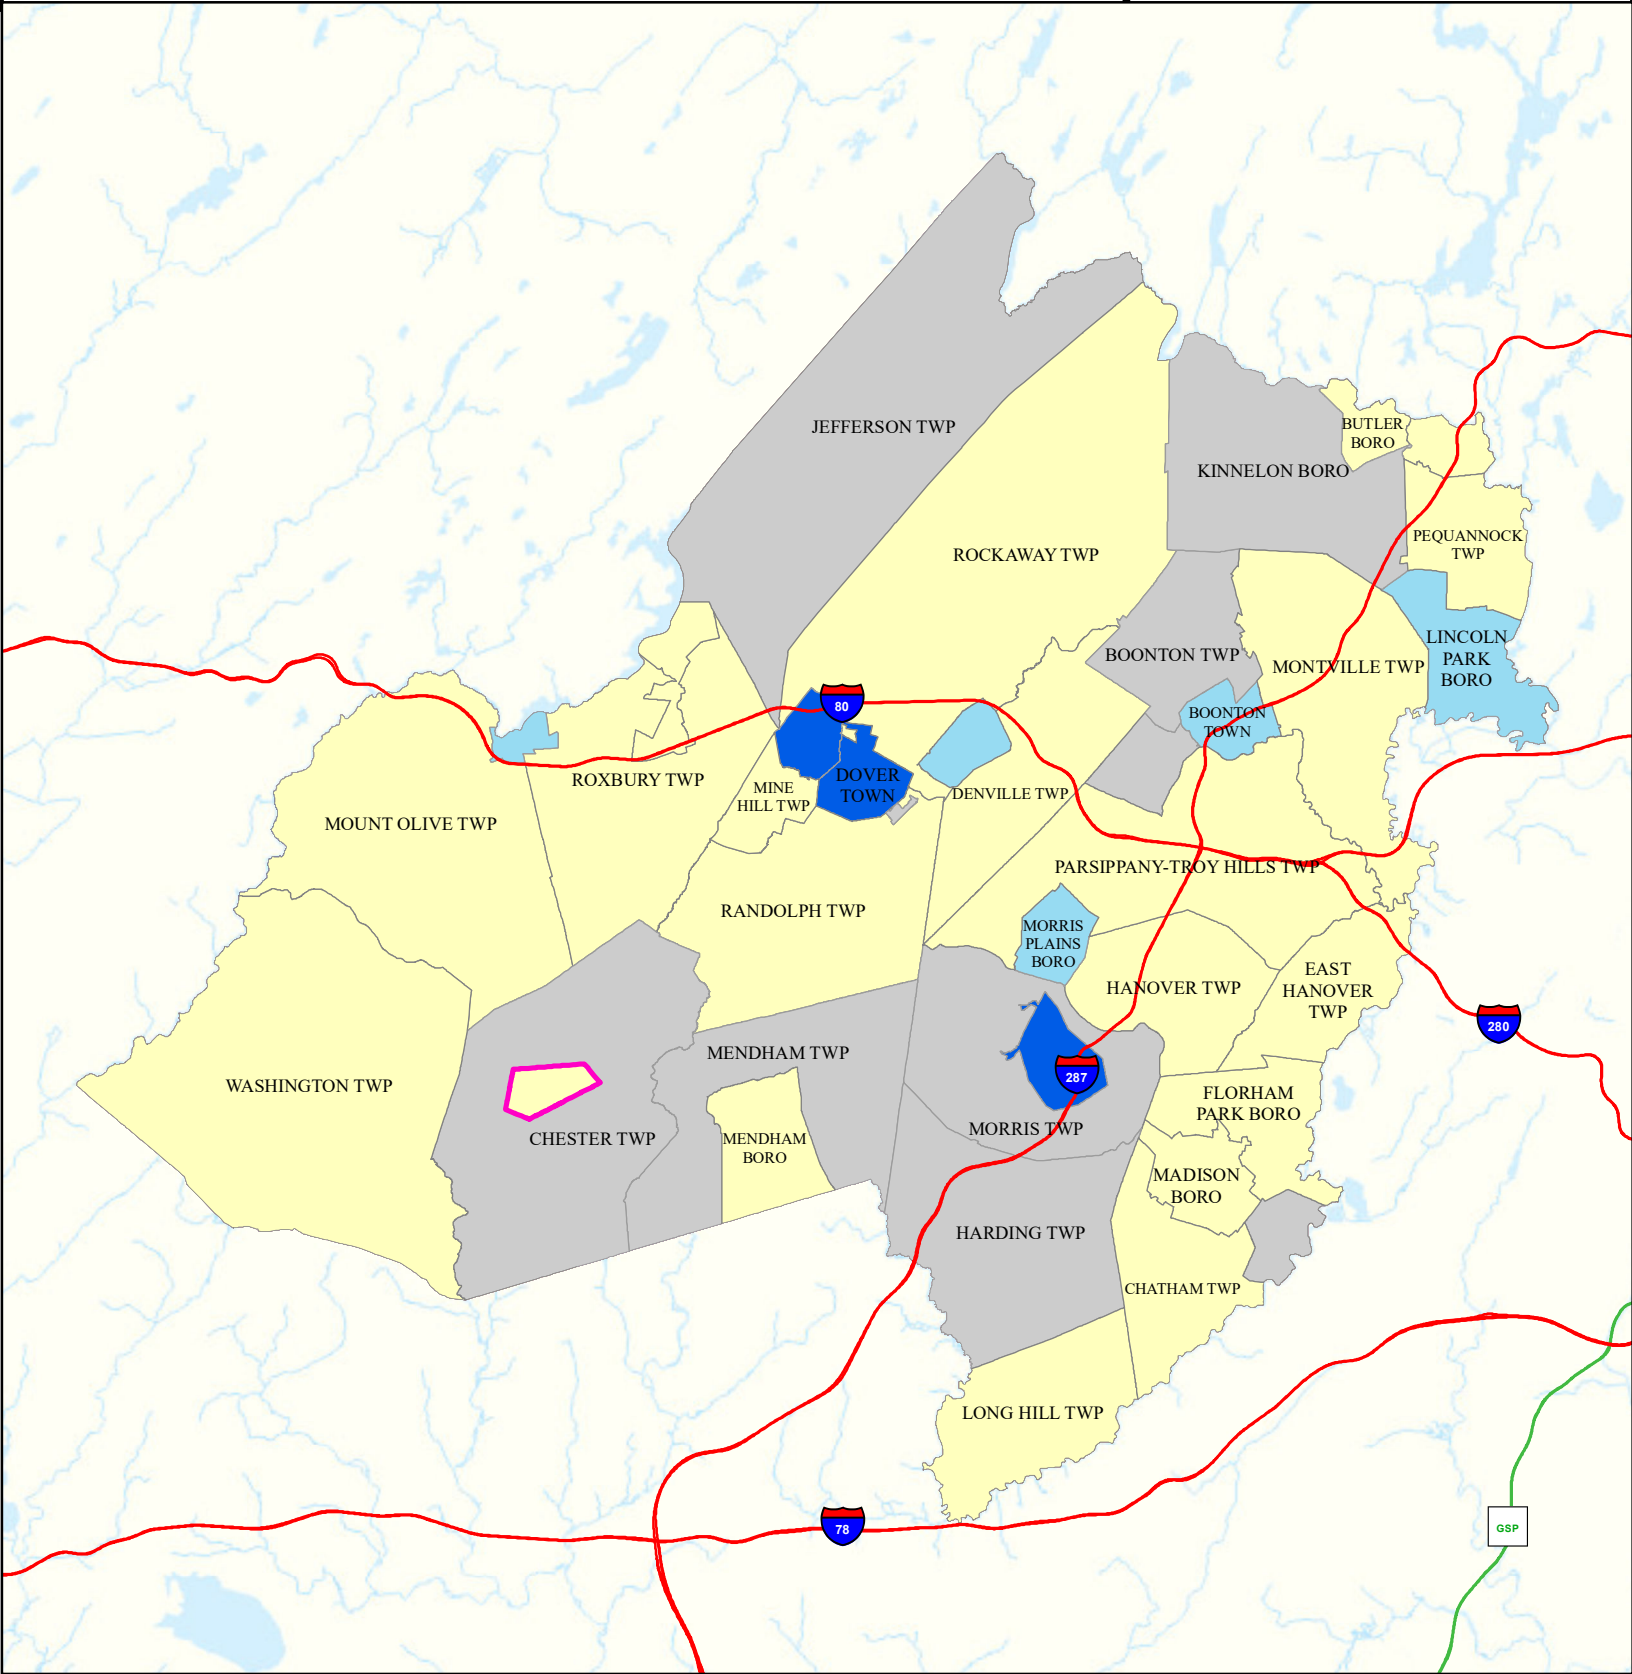 JEFFERSON TWP
BUTLER
BORO
KINNELON BORO
PEQUANNOCK
TWP
ROCKAWAY TWP
LINCOLN
PARK
BORO
BOONTON TWP
MONTVILLE TWP
80
BOONTON
TOWN
ROXBURY TWP
MINE
HILL TWP
DOVER
TOWN
DENVILLE TWP
MOUNT OLIVE TWP
PARSIPPANY-TROY HILLS TWP
RANDOLPH TWP
MORRIS
PLAINS
BORO
EAST
HANOVER
TWP
HANOVER TWP
280
MENDHAM TWP
287
WASHINGTON TWP
FLORHAM
PARK BORO
CHESTER TWP
MENDHAM
BORO
MORRIS TWP
MADISON
BORO
HARDING TWP
CHATHAM TWP
LONG HILL TWP
78
GSP